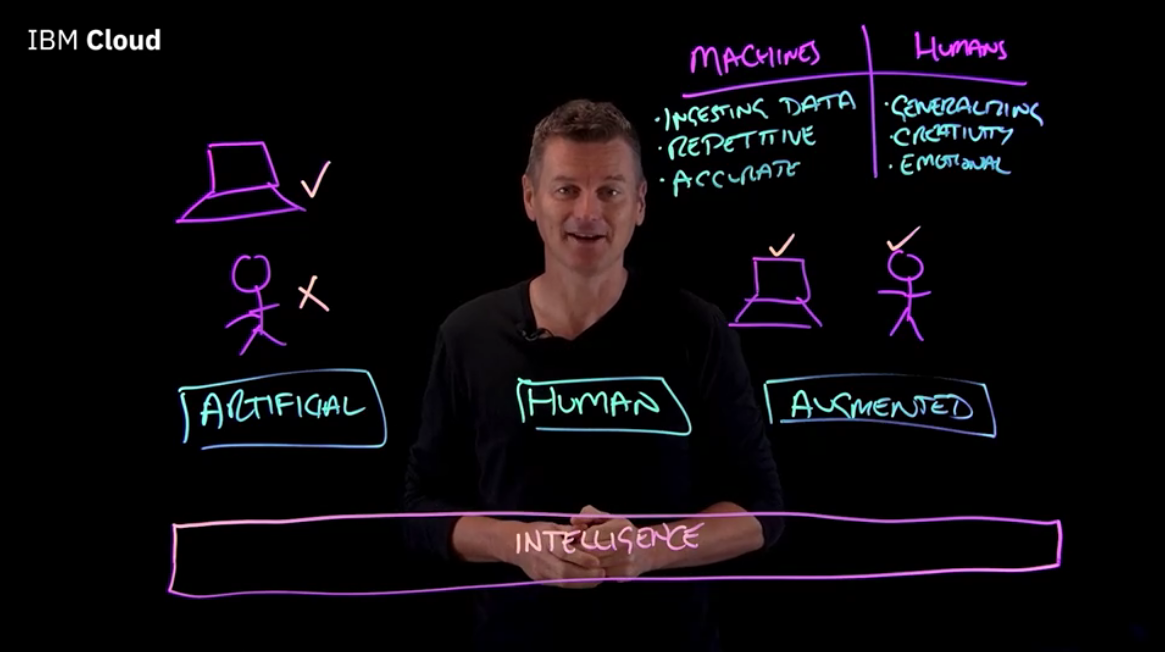 IBM Cloud
MACHINES
HUMANS
• INGESTING DATA
• REPETITIVE
• ACCURATE
• GENERALIZING
• CREATIVITY
• EMOTIONAL
ARTIFICIAL
HUMAN
AUGMENTED
INTELLIGENCE